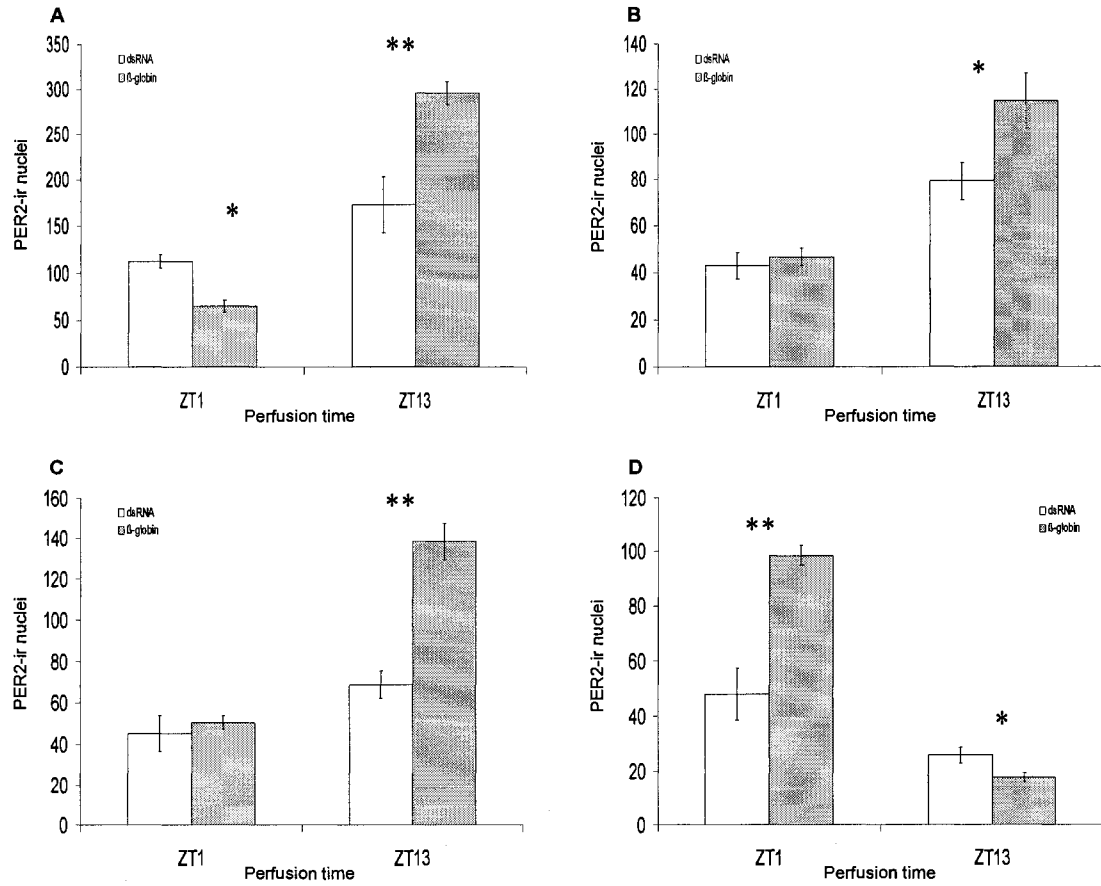 A
PER2-ir nuclei
350
300
250
200
150
100
50
0
dsRNA
ß-globin
*
**
ZT1
ZT13
Perfusion time
B
PER2-ir nuclei
140
120
100
80
60
40
20
0
dsRNA
ß-globin
*
ZT1
ZT13
Perfusion time
C
PER2-ir nuclei
160
140
120
100
80
60
40
20
0
dsRNA
ß-globin
**
ZT1
ZT13
Perfusion time
D
PER2-ir nuclei
120
100
80
60
40
20
0
dsRNA
ß-globin
**
*
ZT1
ZT13
Perfusion time